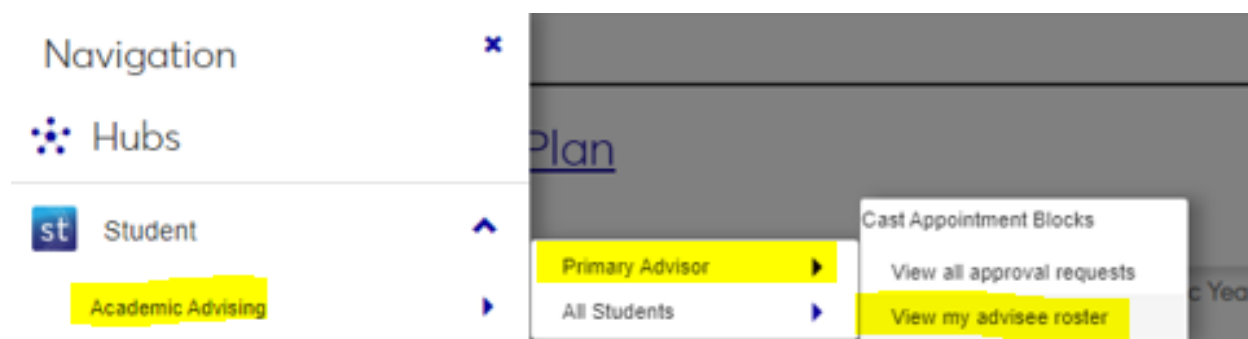 Navigation
Hubs
Plan
st Student
Cast Appointment Blocks
Primary Advisor
View all approval requests
Academic Advising
All Students
View my advisee roster
c Yea